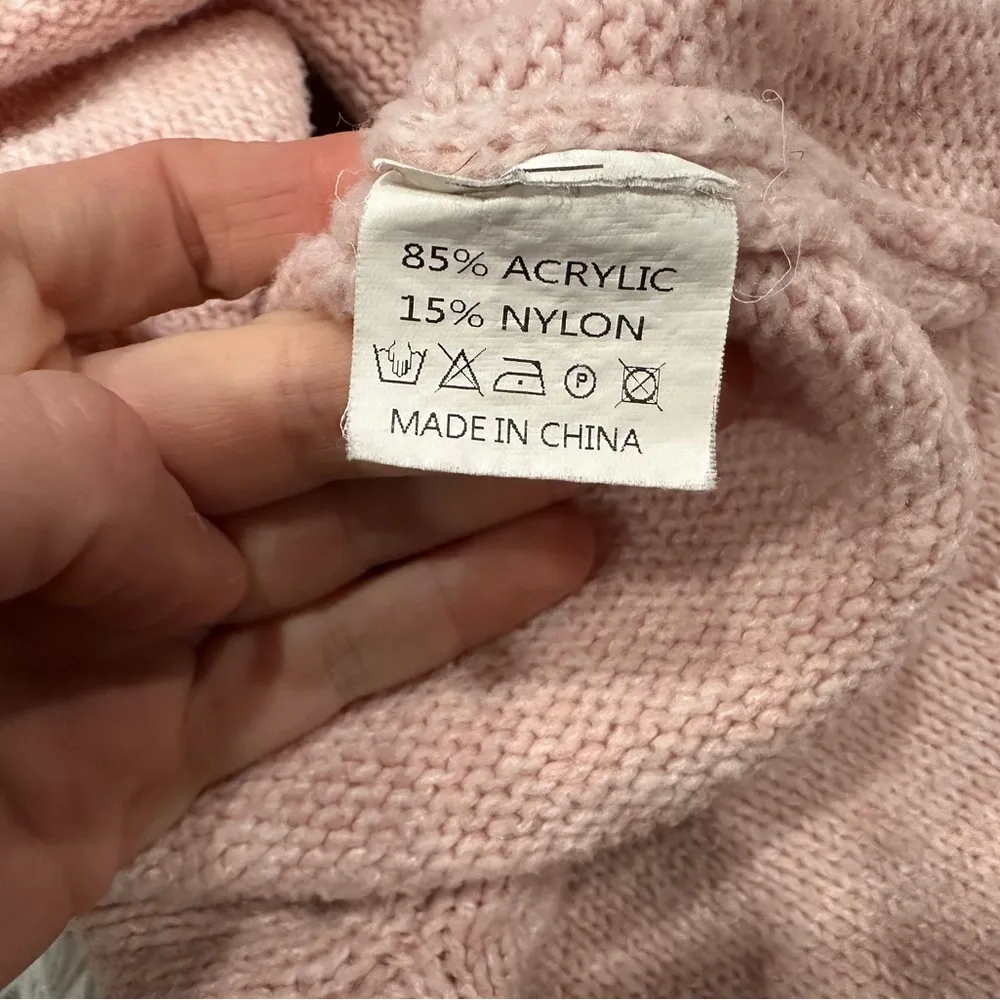 85% ACRYLIC
15% NYLON
P
MADE IN CHINA